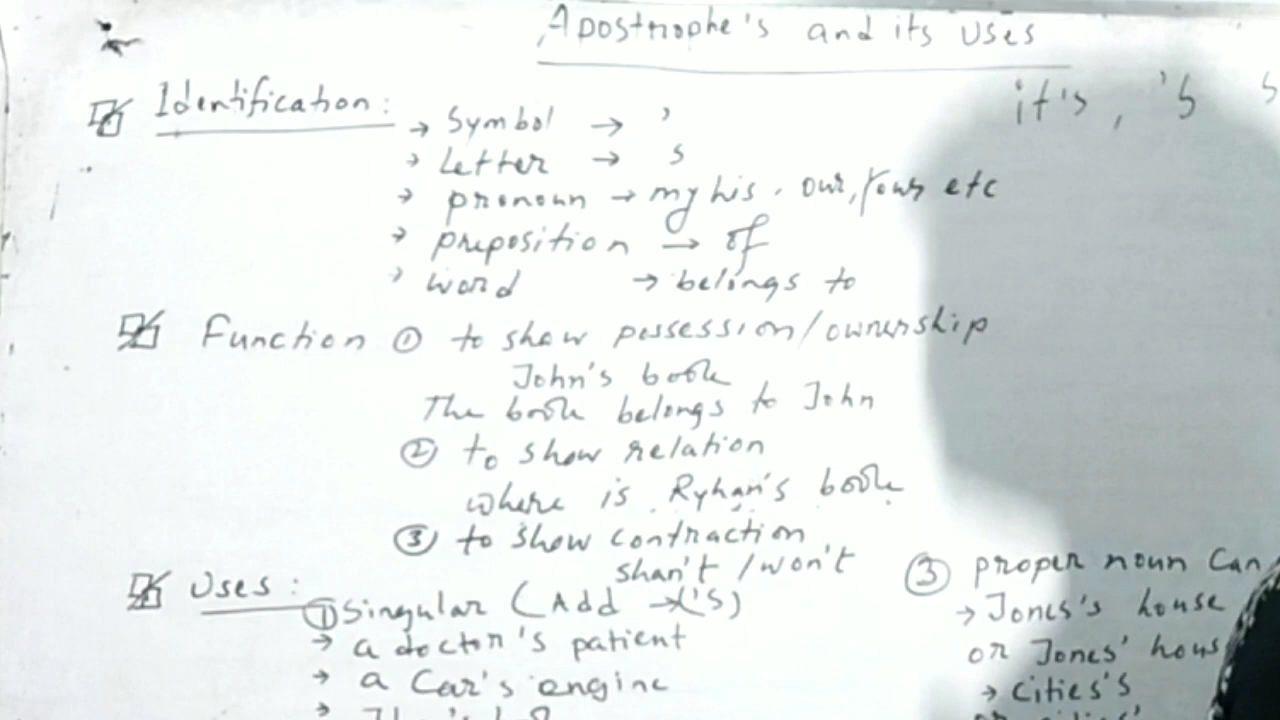 Apostrophe's and its uses
it's, 's s
Identification:
→ Symbol → '
→ Letter → s
→ pronoun → my his, our, your etc
→ preposition → of
→ word → belongs to
Function ① to show possession/ownership
John's book
The book belongs to John
② to show relation
where is Ryhan's book
③ to show contraction
shan't /won't
Uses:
① Singular (Add → 's)
→ a doctor's patient
→ a Car's engine
③ proper noun Can
→ Jones's house
or Jones' hous
→ Cities's